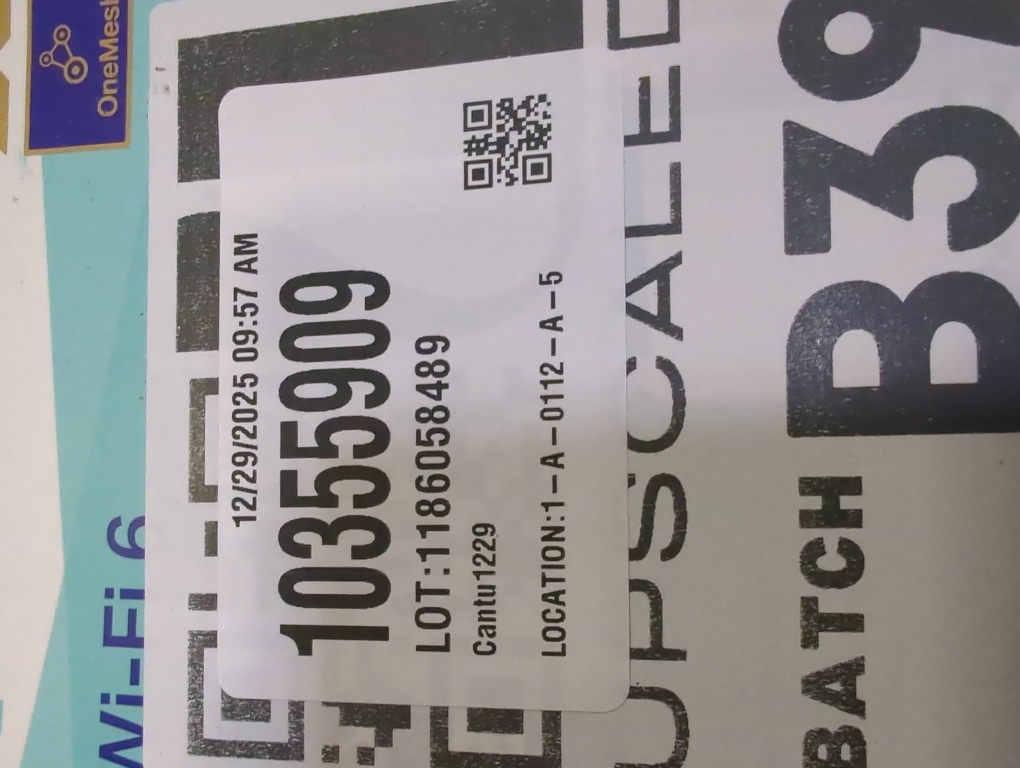 OneMesh
Wi-Fi 6
12/29/2025 09:57 AM
10355909
LOT:118605058489
Cantu1229
LOCATION:1-A-0112-A-5
UPSCALED
BATCH B39